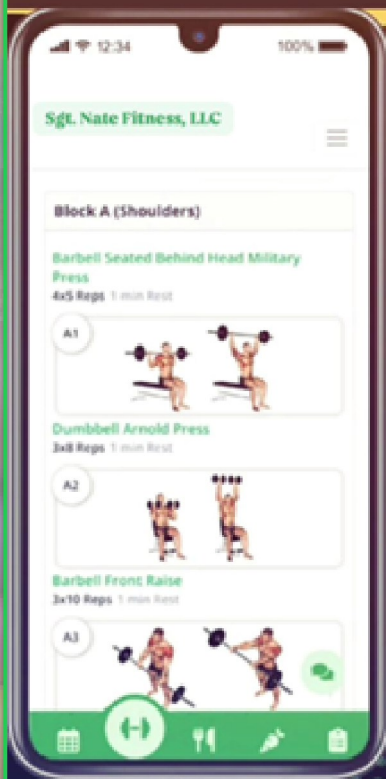 12:34
100%
Sgt. Nate Fitness, LLC
Block A (Shoulders)
Barbell Seated Behind Head Military
Press
4x5 Reps 1 min Rest
A1
Dumbbell Arnold Press
3x8 Reps 1 min Rest
A2
Barbell Front Raise
3x10 Reps 1 min Rest
A3